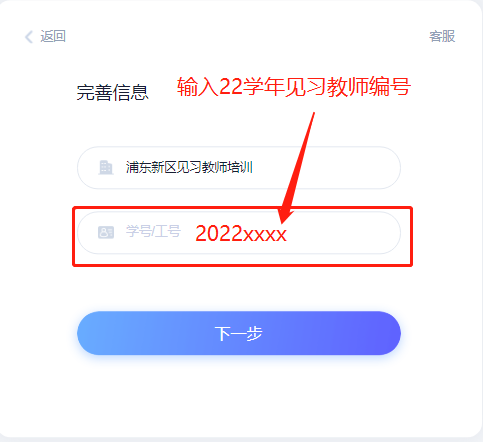 返回
客服
完善信息
输入22学年见习教师编号
浦东新区见习教师培训
学号/工号
2022xxxx
下一步